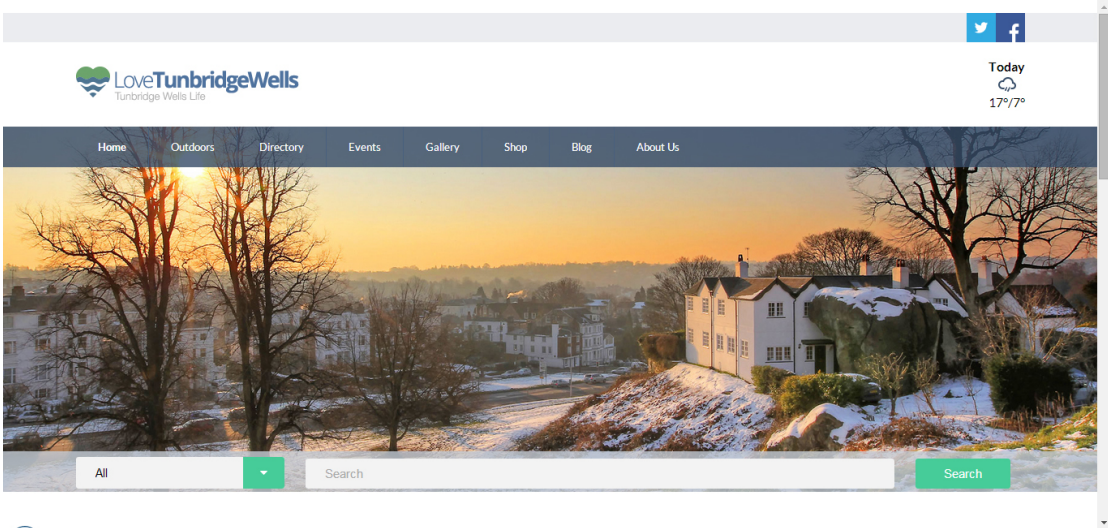 LoveTunbridgeWells
Tunbridge Wells Life
Today
17°/7°
Home Outdoors Directory Events Gallery Shop Blog About Us
All Search Search